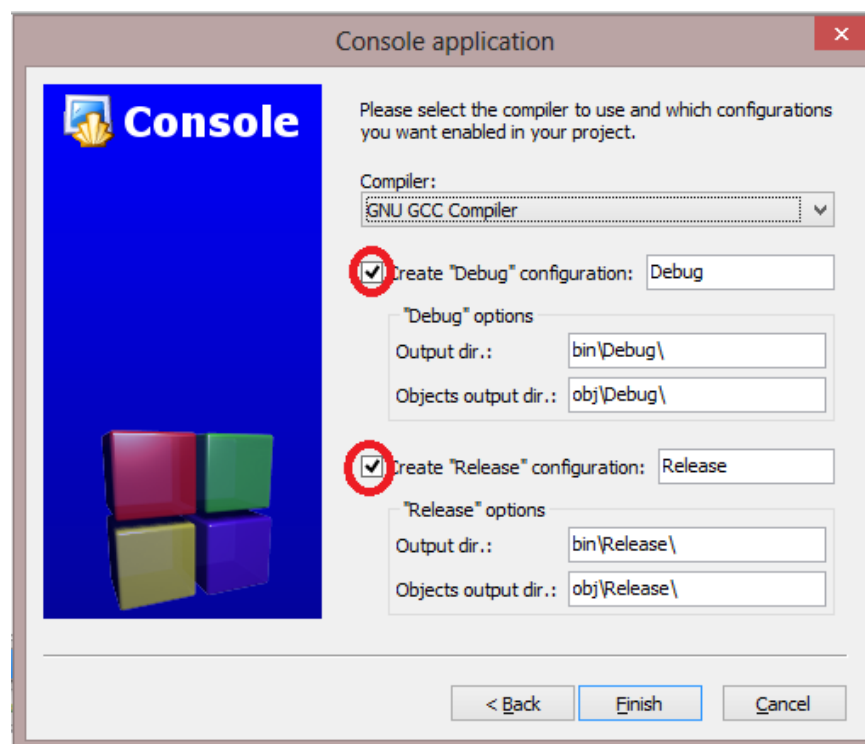 Console application
Console
Please select the compiler to use and which configurations
you want enabled in your project.
Compiler:
GNU GCC Compiler
Create "Debug" configuration: Debug
"Debug" options
Output dir.: bin\Debug\
Objects output dir.: obj\Debug\
Create "Release" configuration: Release
"Release" options
Output dir.: bin\Release\
Objects output dir.: obj\Release\
< Back Finish Cancel